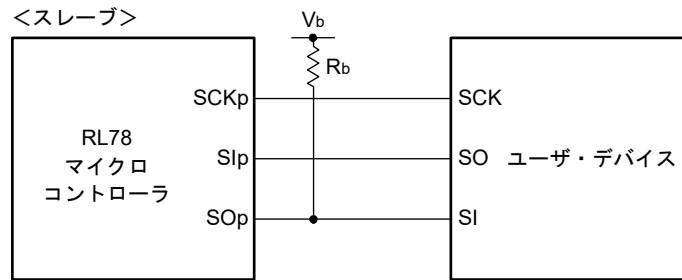 ＜スレーブ＞
Vb
Rb
SCKp
SCK
RL78
マイクロ
コントローラ
SIp
SO ユーザ・デバイス
SOp
SI